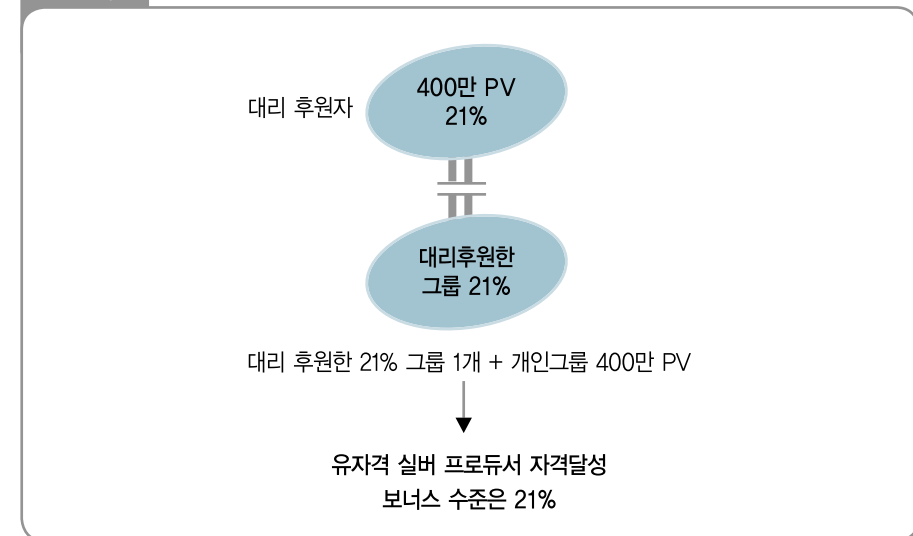 400만 PV
21%
대리 후원자
대리후원한
그룹 21%
대리 후원한 21% 그룹 1개 + 개인그룹 400만 PV
유자격 실버 프로듀서 자격달성
보너스 수준은 21%